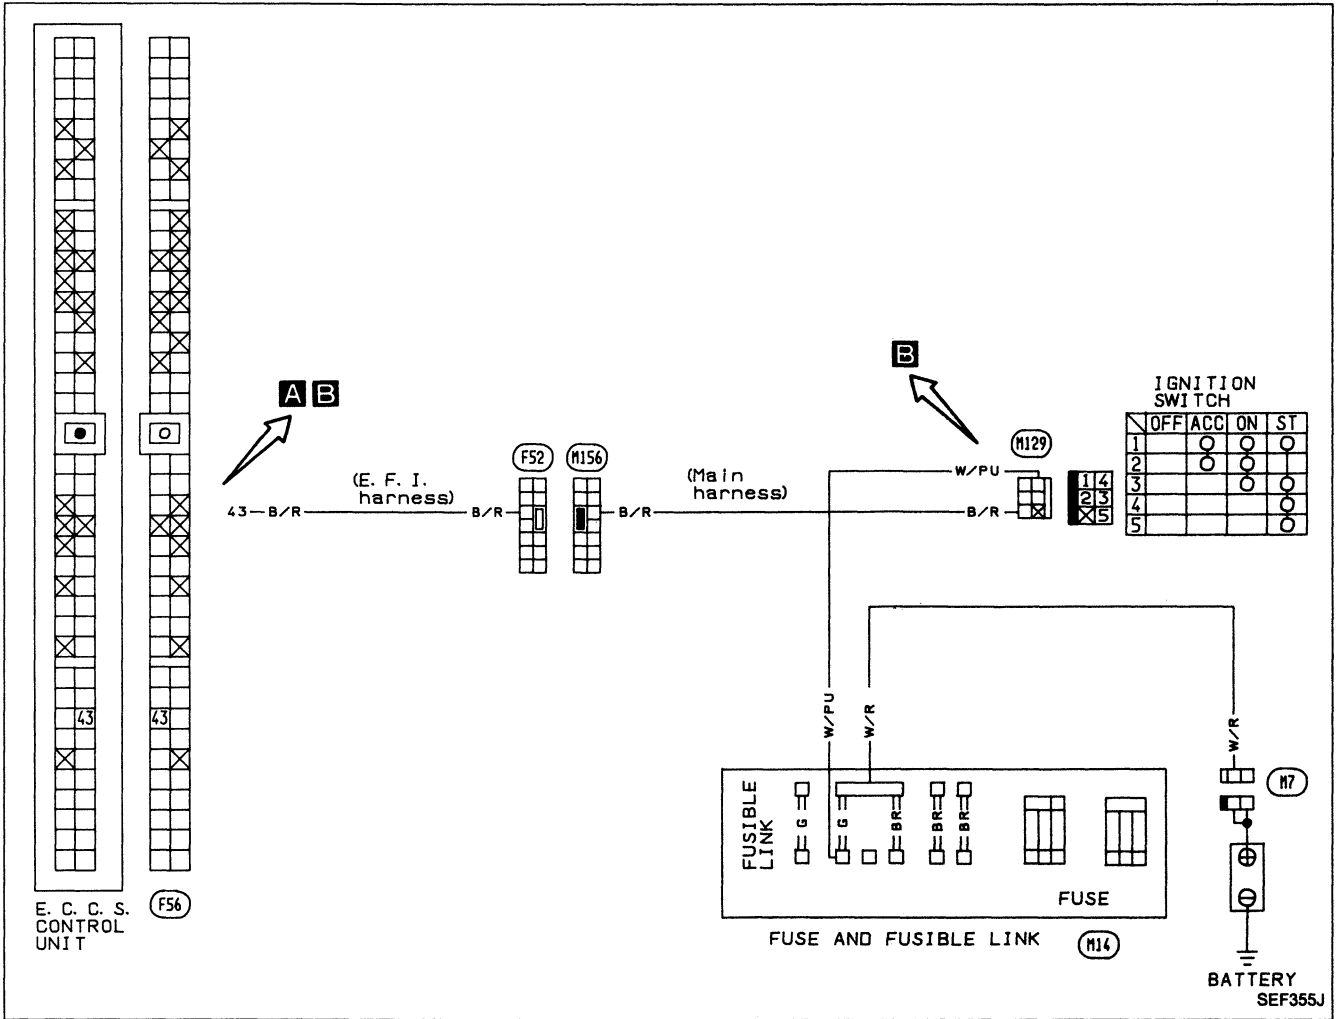 B
IGNITION
SWITCH
OFF ACC ON ST
1
2
3
4
5
A B
M129
F52 M156
(E. F. I.
harness)
(Main
harness)
W/PU
1 4
2 3
5
43 B/R B/R B/R B/R
43 43
W/PU
W/R
W/R
M7
FUSIBLE
LINK
G G BR BR BR
FUSE
E. C. C. S.
CONTROL
UNIT
F56
FUSE AND FUSIBLE LINK M14
BATTERY
SEF355J